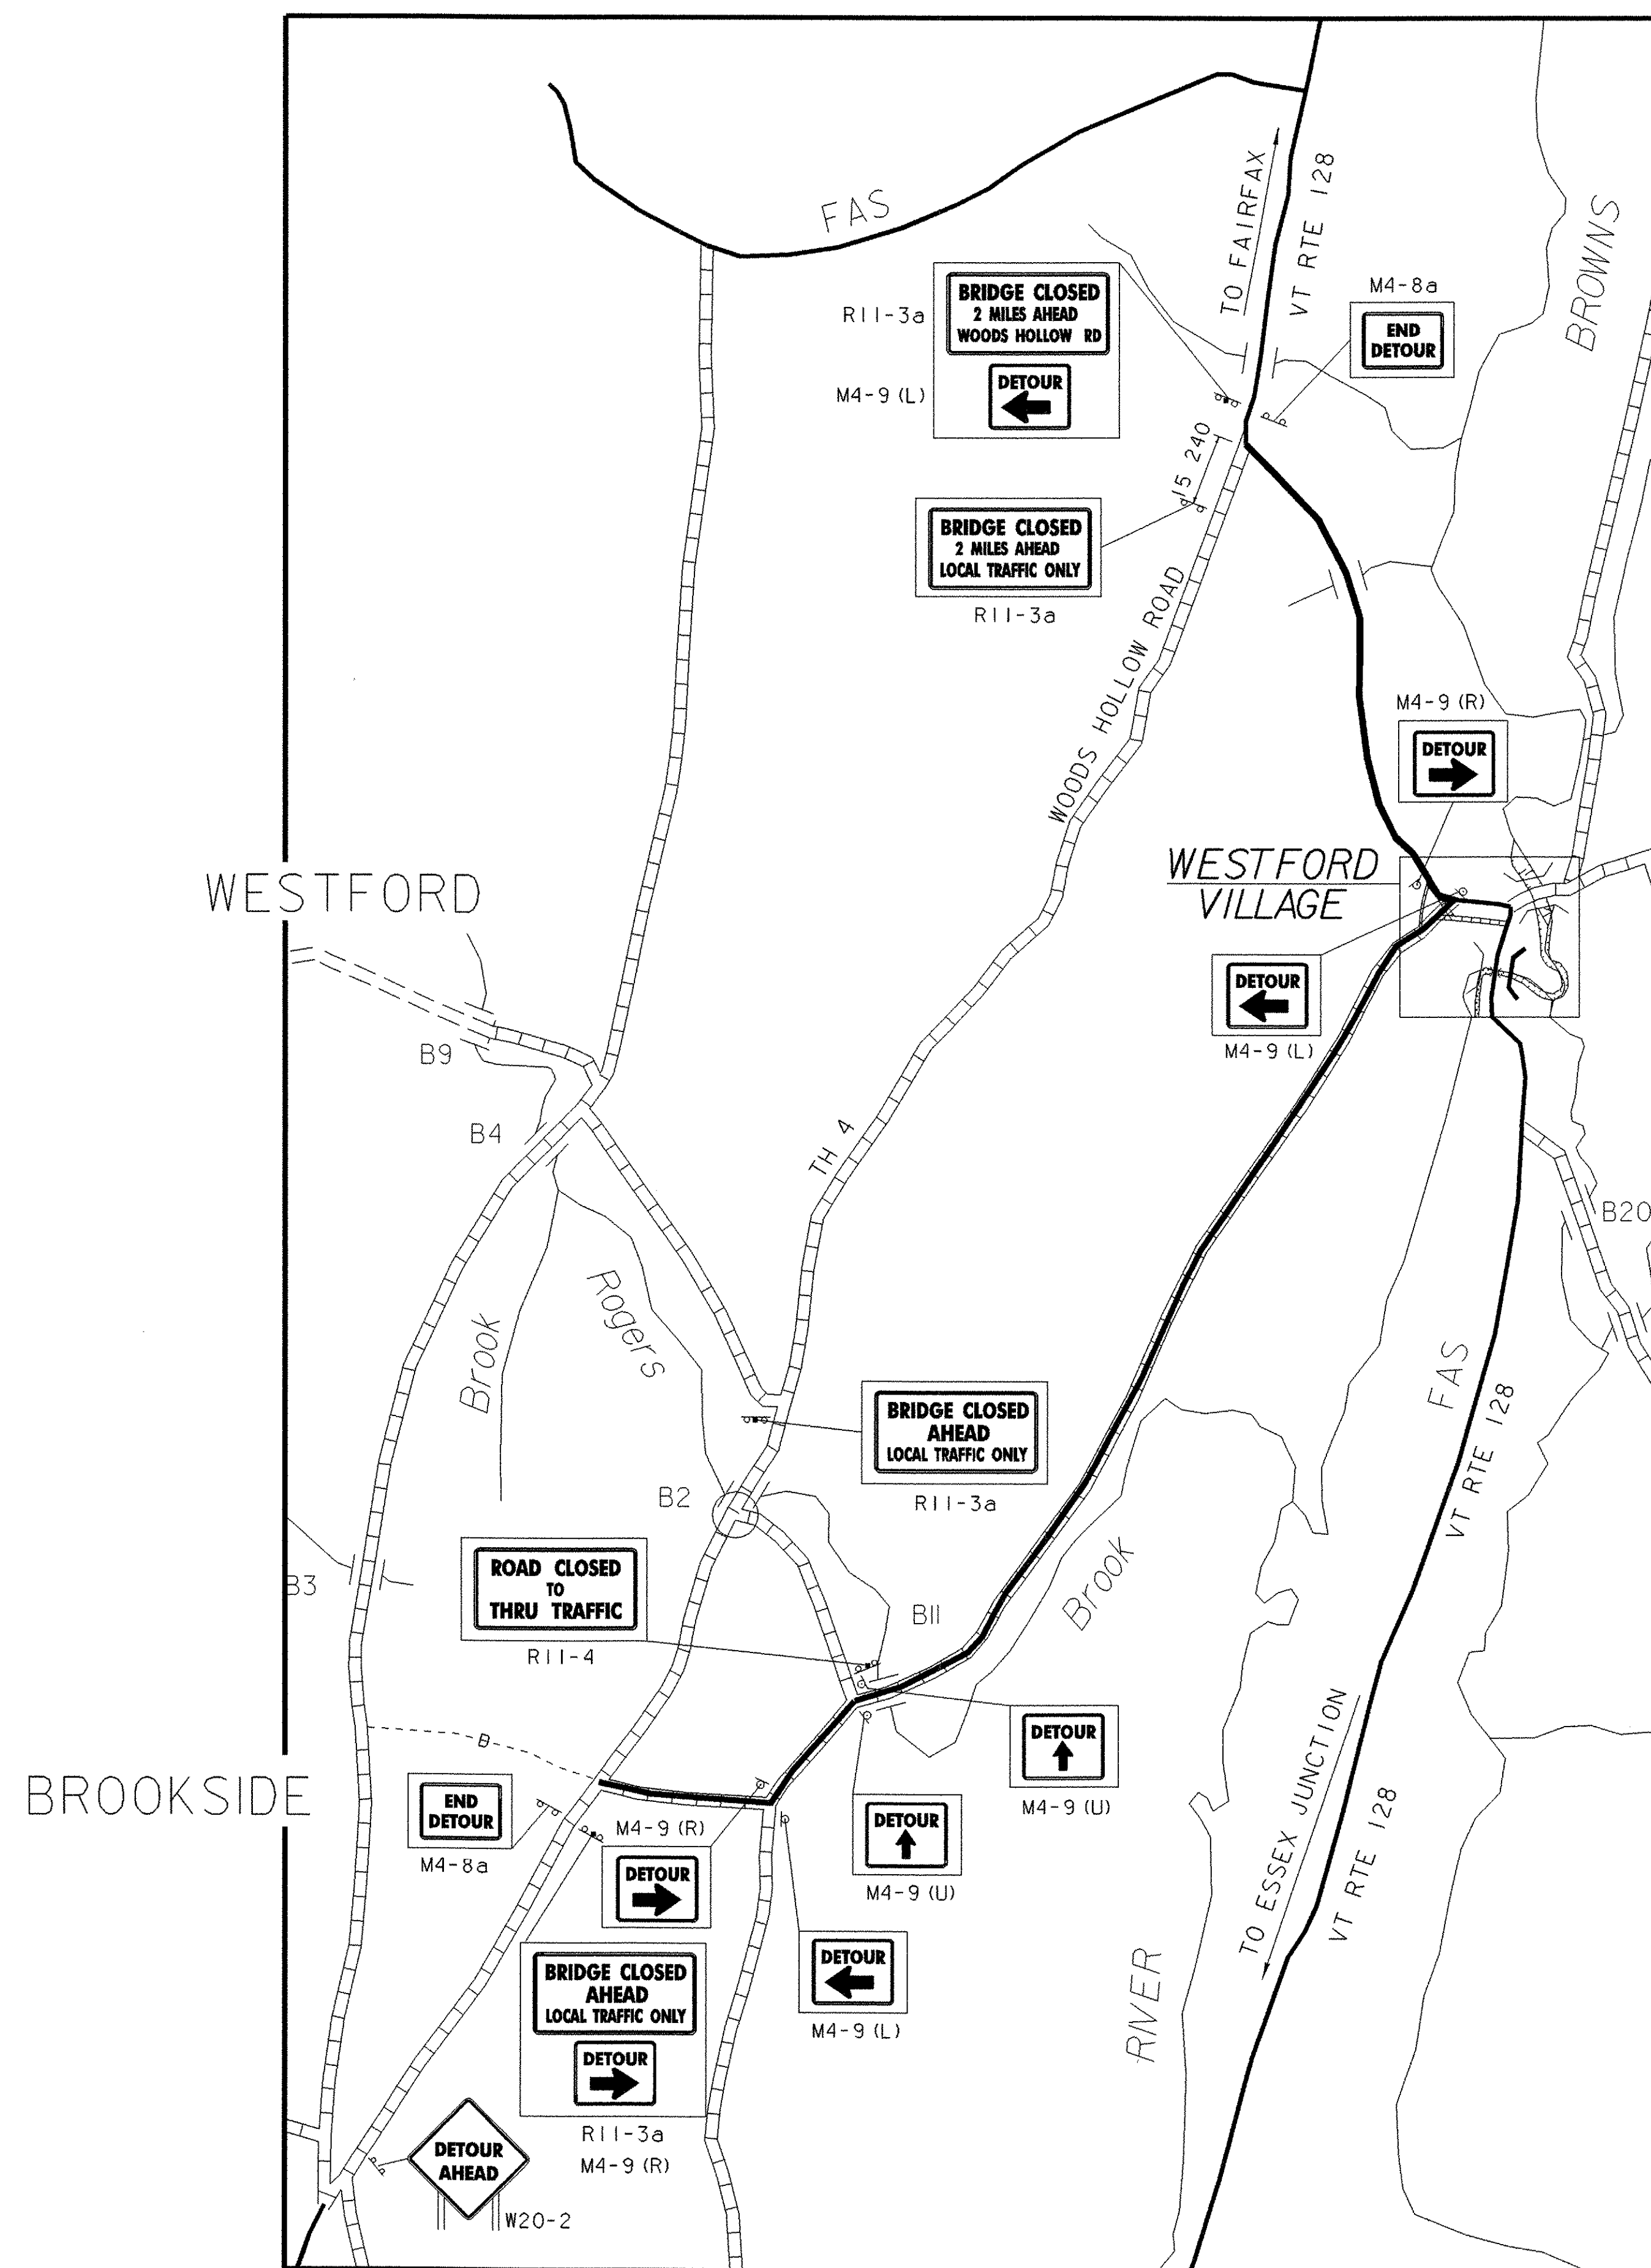 FAS
TO FAIRFAX
VT RTE 128
BROWNS
R11-3a
BRIDGE CLOSED
2 MILES AHEAD
WOODS HOLLOW RD
M4-9 (L)
DETOUR
M4-8a
END
DETOUR
15 240
BRIDGE CLOSED
2 MILES AHEAD
LOCAL TRAFFIC ONLY
R11-3a
WOODS HOLLOW ROAD
M4-9 (R)
DETOUR
WESTFORD
WESTFORD
VILLAGE
DETOUR
M4-9 (L)
B9
B4
TH 4
B20
Rogers
Brook
FAS
VT RTE 128
BRIDGE CLOSED
AHEAD
LOCAL TRAFFIC ONLY
R11-3a
B2
Brook
ROAD CLOSED
TO
THRU TRAFFIC
R11-4
B3
B11
DETOUR
M4-9 (U)
B
BROOKSIDE
END
DETOUR
M4-8a
M4-9 (R)
DETOUR
DETOUR
M4-9 (U)
TO ESSEX JUNCTION
VT RTE 128
DETOUR
M4-9 (L)
RIVER
BRIDGE CLOSED
AHEAD
LOCAL TRAFFIC ONLY
DETOUR
R11-3a
M4-9 (R)
DETOUR
AHEAD
W20-2